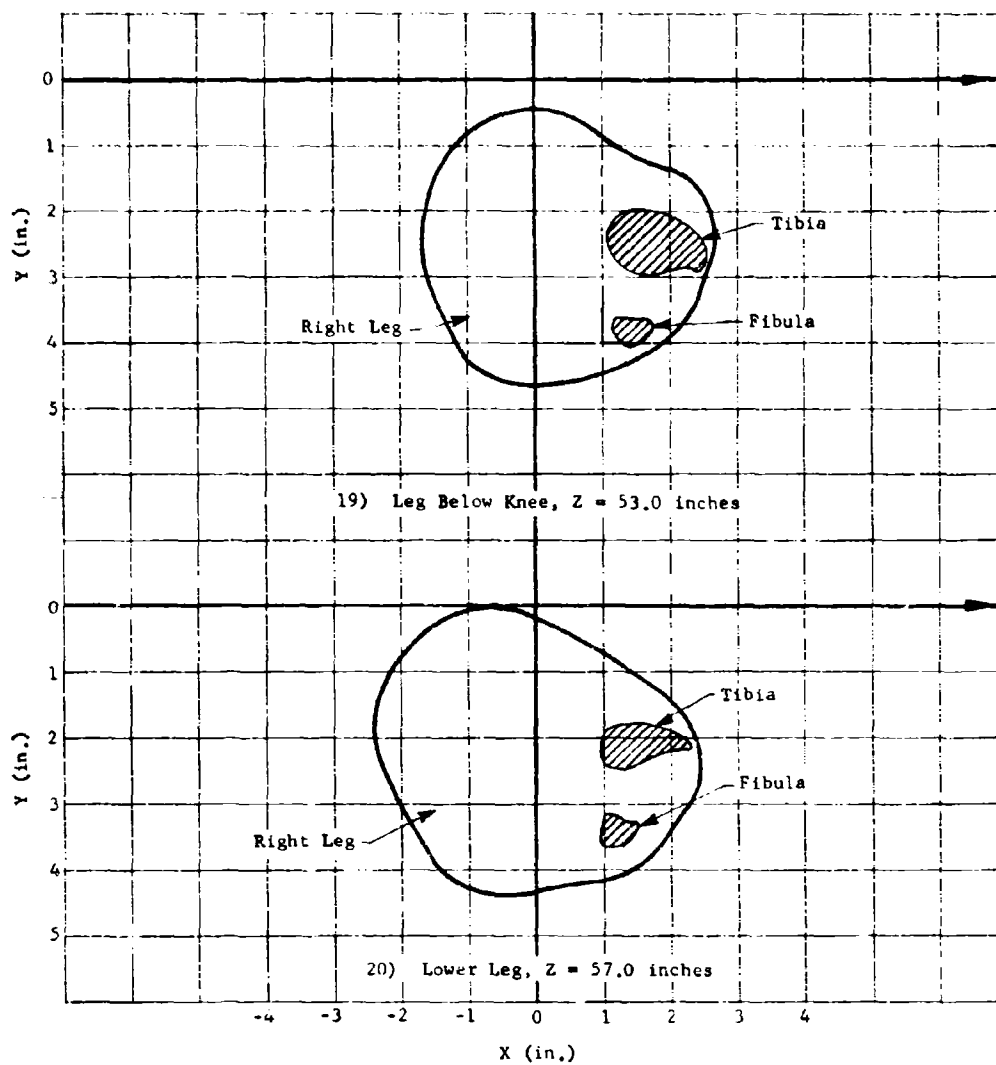 0
1
2
3
4
5
Y (in.)
Tibia
Fibula
Right Leg
19) Leg Below Knee, Z = 53.0 inches
0
1
2
3
4
5
Y (in.)
Tibia
Fibula
Right Leg
20) Lower Leg, Z = 57.0 inches
-4 -3 -2 -1 0 1 2 3 4
X (in.)